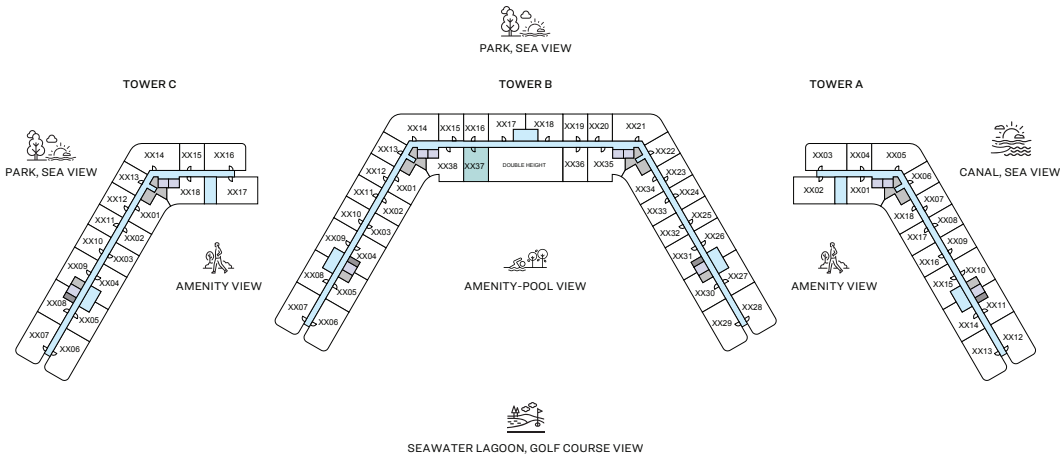 PARK, SEA VIEW
TOWER C
TOWER B
TOWER A
PARK, SEA VIEW
CANAL, SEA VIEW
XX14
XX15
XX16
XX13
XX18
XX17
XX12
XX01
XX11
XX02
XX10
XX03
XX09
XX04
XX08
XX05
XX07
XX06
AMENITY VIEW
XX14
XX15
XX16
XX17
XX18
XX19
XX20
XX21
XX13
XX38
XX37
DOUBLE HEIGHT
XX36
XX35
XX22
XX12
XX01
XX34
XX23
XX11
XX02
XX33
XX24
XX10
XX03
XX32
XX25
XX09
XX04
XX31
XX26
XX08
XX05
XX30
XX27
XX07
XX06
XX29
XX28
AMENITY-POOL VIEW
XX03
XX04
XX05
XX02
XX01
XX06
XX18
XX07
XX17
XX08
XX16
XX09
XX15
XX10
XX14
XX11
XX13
XX12
AMENITY VIEW
SEAWATER LAGOON, GOLF COURSE VIEW